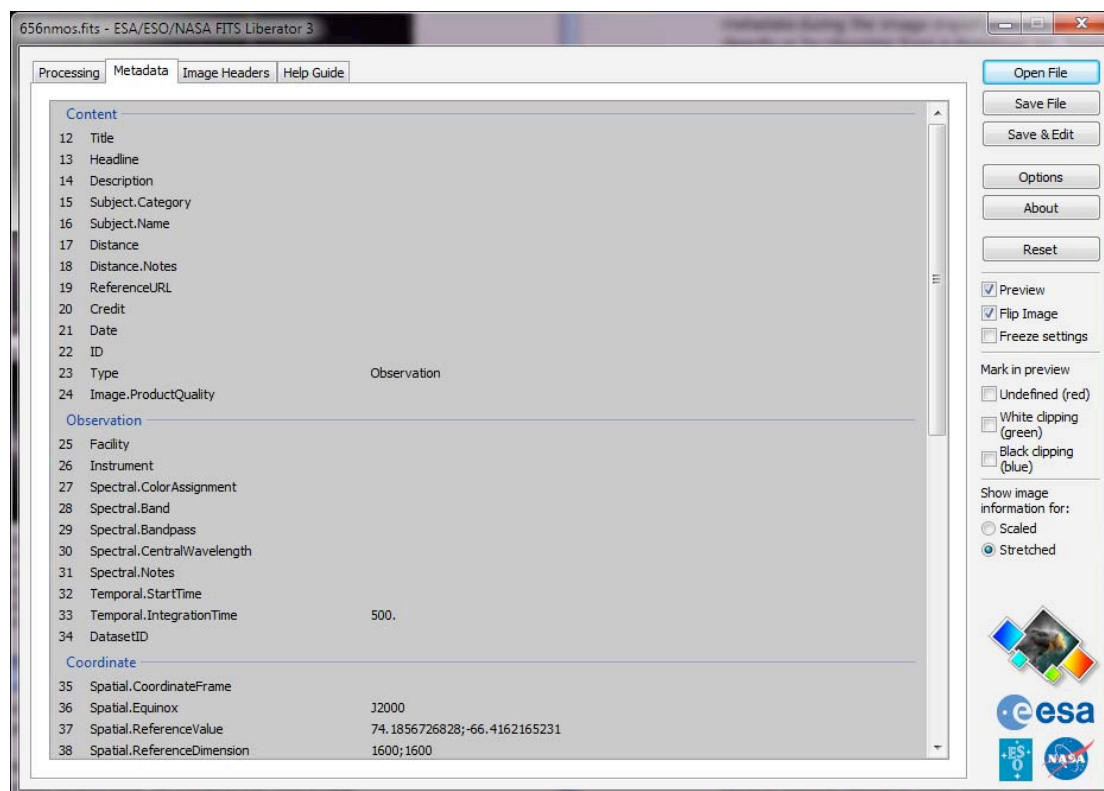 656nmos.fits - ESA/ESO/NASA FITS Liberator 3
Processing Metadata Image Headers Help Guide
Content
12 Title
13 Headline
14 Description
15 Subject.Category
16 Subject.Name
17 Distance
18 Distance.Notes
19 ReferenceURL
20 Credit
21 Date
22 ID
23 Type Observation
24 Image.ProductQuality
Observation
25 Facility
26 Instrument
27 Spectral.ColorAssignment
28 Spectral.Band
29 Spectral.Bandpass
30 Spectral.CentralWavelength
31 Spectral.Notes
32 Temporal.StartTime
33 Temporal.IntegrationTime 500.
34 DatasetID
Coordinate
35 Spatial.CoordinateFrame
36 Spatial.Equinox J2000
37 Spatial.ReferenceValue 74.1856726828;-66.4162165231
38 Spatial.ReferenceDimension 1600;1600
Open File
Save File
Save & Edit
Options
About
Reset
Preview
Flip Image
Freeze settings
Mark in preview
Undefined (red)
White clipping
(green)
Black clipping
(blue)
Show image
information for:
Scaled
Stretched
esa
ESO
NASA